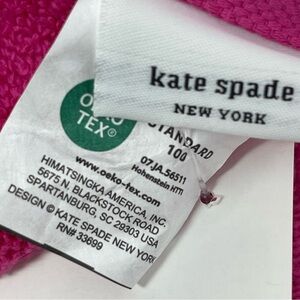 kate spade
NEW YORK
OEKO
TEX®
STANDARD
100
07.JA.56511
Hohenstein HTTI
www.oeko-tex.com
HIMATSINGKA AMERICA, INC.
5675 N. BLACKSTOCK ROAD
SPARTANBURG, SC 29303 USA
DESIGN © KATE SPADE NEW YORK
RN# 33699